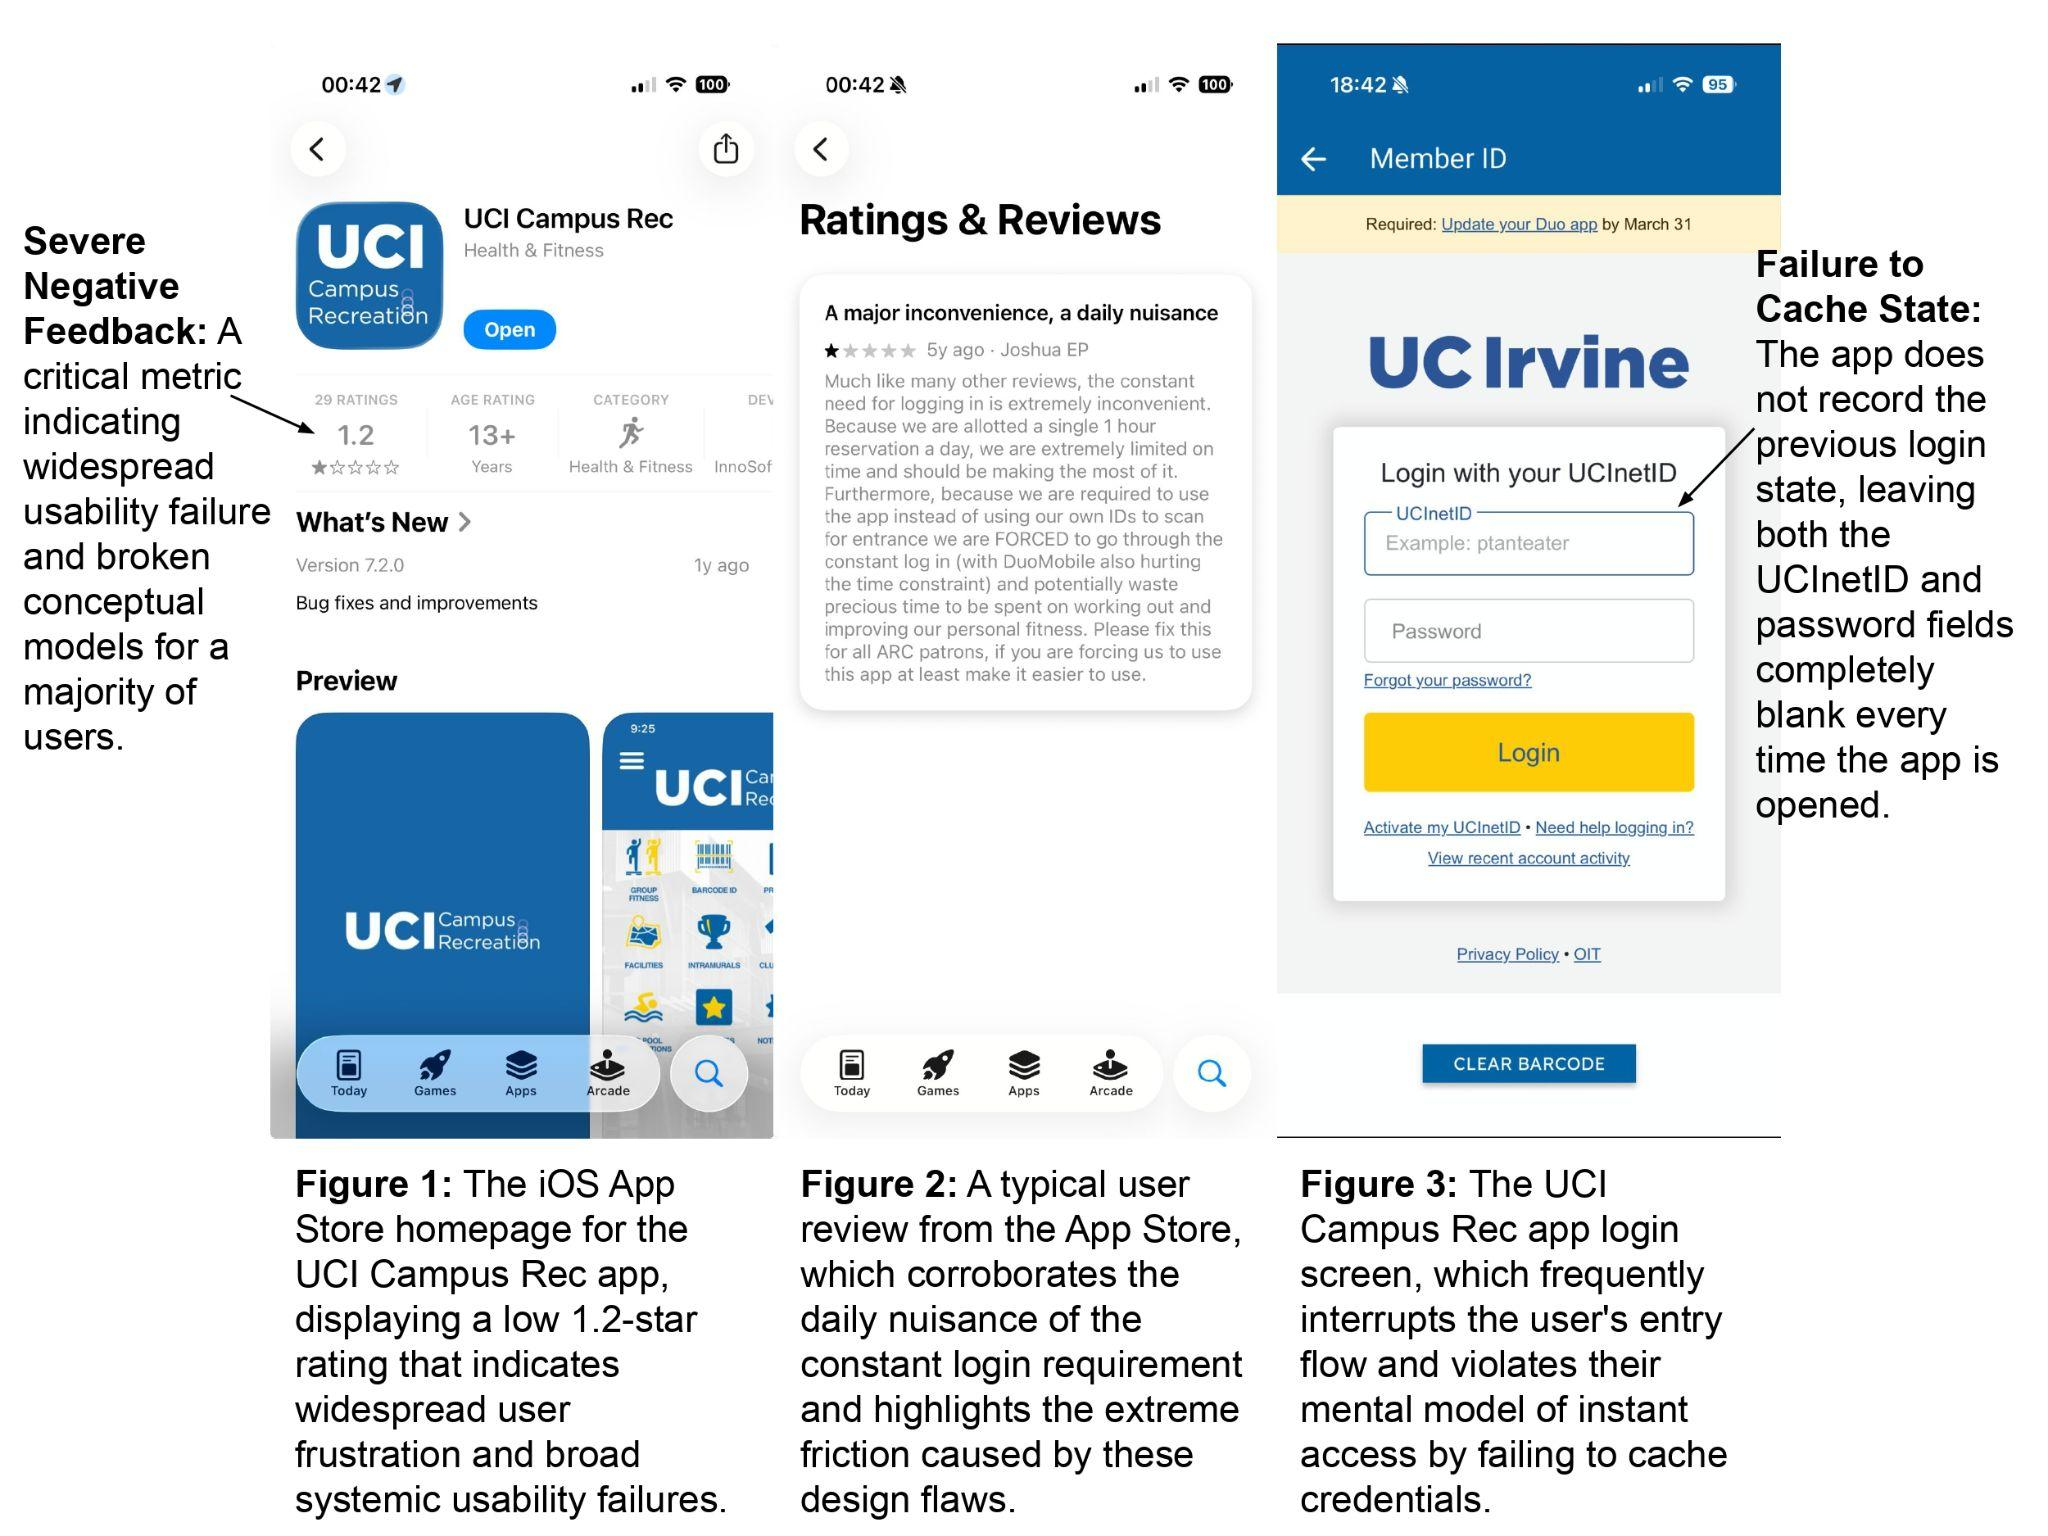 Severe
Negative
Feedback: A
critical metric
indicating
widespread
usability failure
and broken
conceptual
models for a
majority of
users.
00:42
100
UCI
Campus
Recreation
UCI Campus Rec
Health & Fitness
Open
29 RATINGS
1.2
AGE RATING
13+
Years
CATEGORY
Health & Fitness
DEV
InnoSof
What's New
Version 7.2.0
1y ago
Bug fixes and improvements
Preview
UCI Campus
Recreation
9:25
UCI Ca
Rec
GROUP
FITNESS
BARCODE ID
PR
FACILITIES
INTRAMURALS
CLU
POOL
NOT
Today
Games
Apps
Arcade
00:42
100
Ratings & Reviews
A major inconvenience, a daily nuisance
5y ago · Joshua EP
Much like many other reviews, the constant
need for logging in is extremely inconvenient.
Because we are allotted a single 1 hour
reservation a day, we are extremely limited on
time and should be making the most of it.
Furthermore, because we are required to use
the app instead of using our own IDs to scan
for entrance we are FORCED to go through the
constant log in (with DuoMobile also hurting
the time constraint) and potentially waste
precious time to be spent on working out and
improving our personal fitness. Please fix this
for all ARC patrons, if you are forcing us to use
this app at least make it easier to use.
Today
Games
Apps
Arcade
18:42
95
Member ID
Required: Update your Duo app by March 31
UC Irvine
Login with your UCInetID
UCInetID
Example: ptanteater
Password
Forgot your password?
Login
Activate my UCInetID • Need help logging in?
View recent account activity
Privacy Policy • OIT
CLEAR BARCODE
Failure to
Cache State:
The app does
not record the
previous login
state, leaving
both the
UCInetID and
password fields
completely
blank every
time the app is
opened.
Figure 1: The iOS App
Store homepage for the
UCI Campus Rec app,
displaying a low 1.2-star
rating that indicates
widespread user
frustration and broad
systemic usability failures.
Figure 2: A typical user
review from the App Store,
which corroborates the
daily nuisance of the
constant login requirement
and highlights the extreme
friction caused by these
design flaws.
Figure 3: The UCI
Campus Rec app login
screen, which frequently
interrupts the user's entry
flow and violates their
mental model of instant
access by failing to cache
credentials.